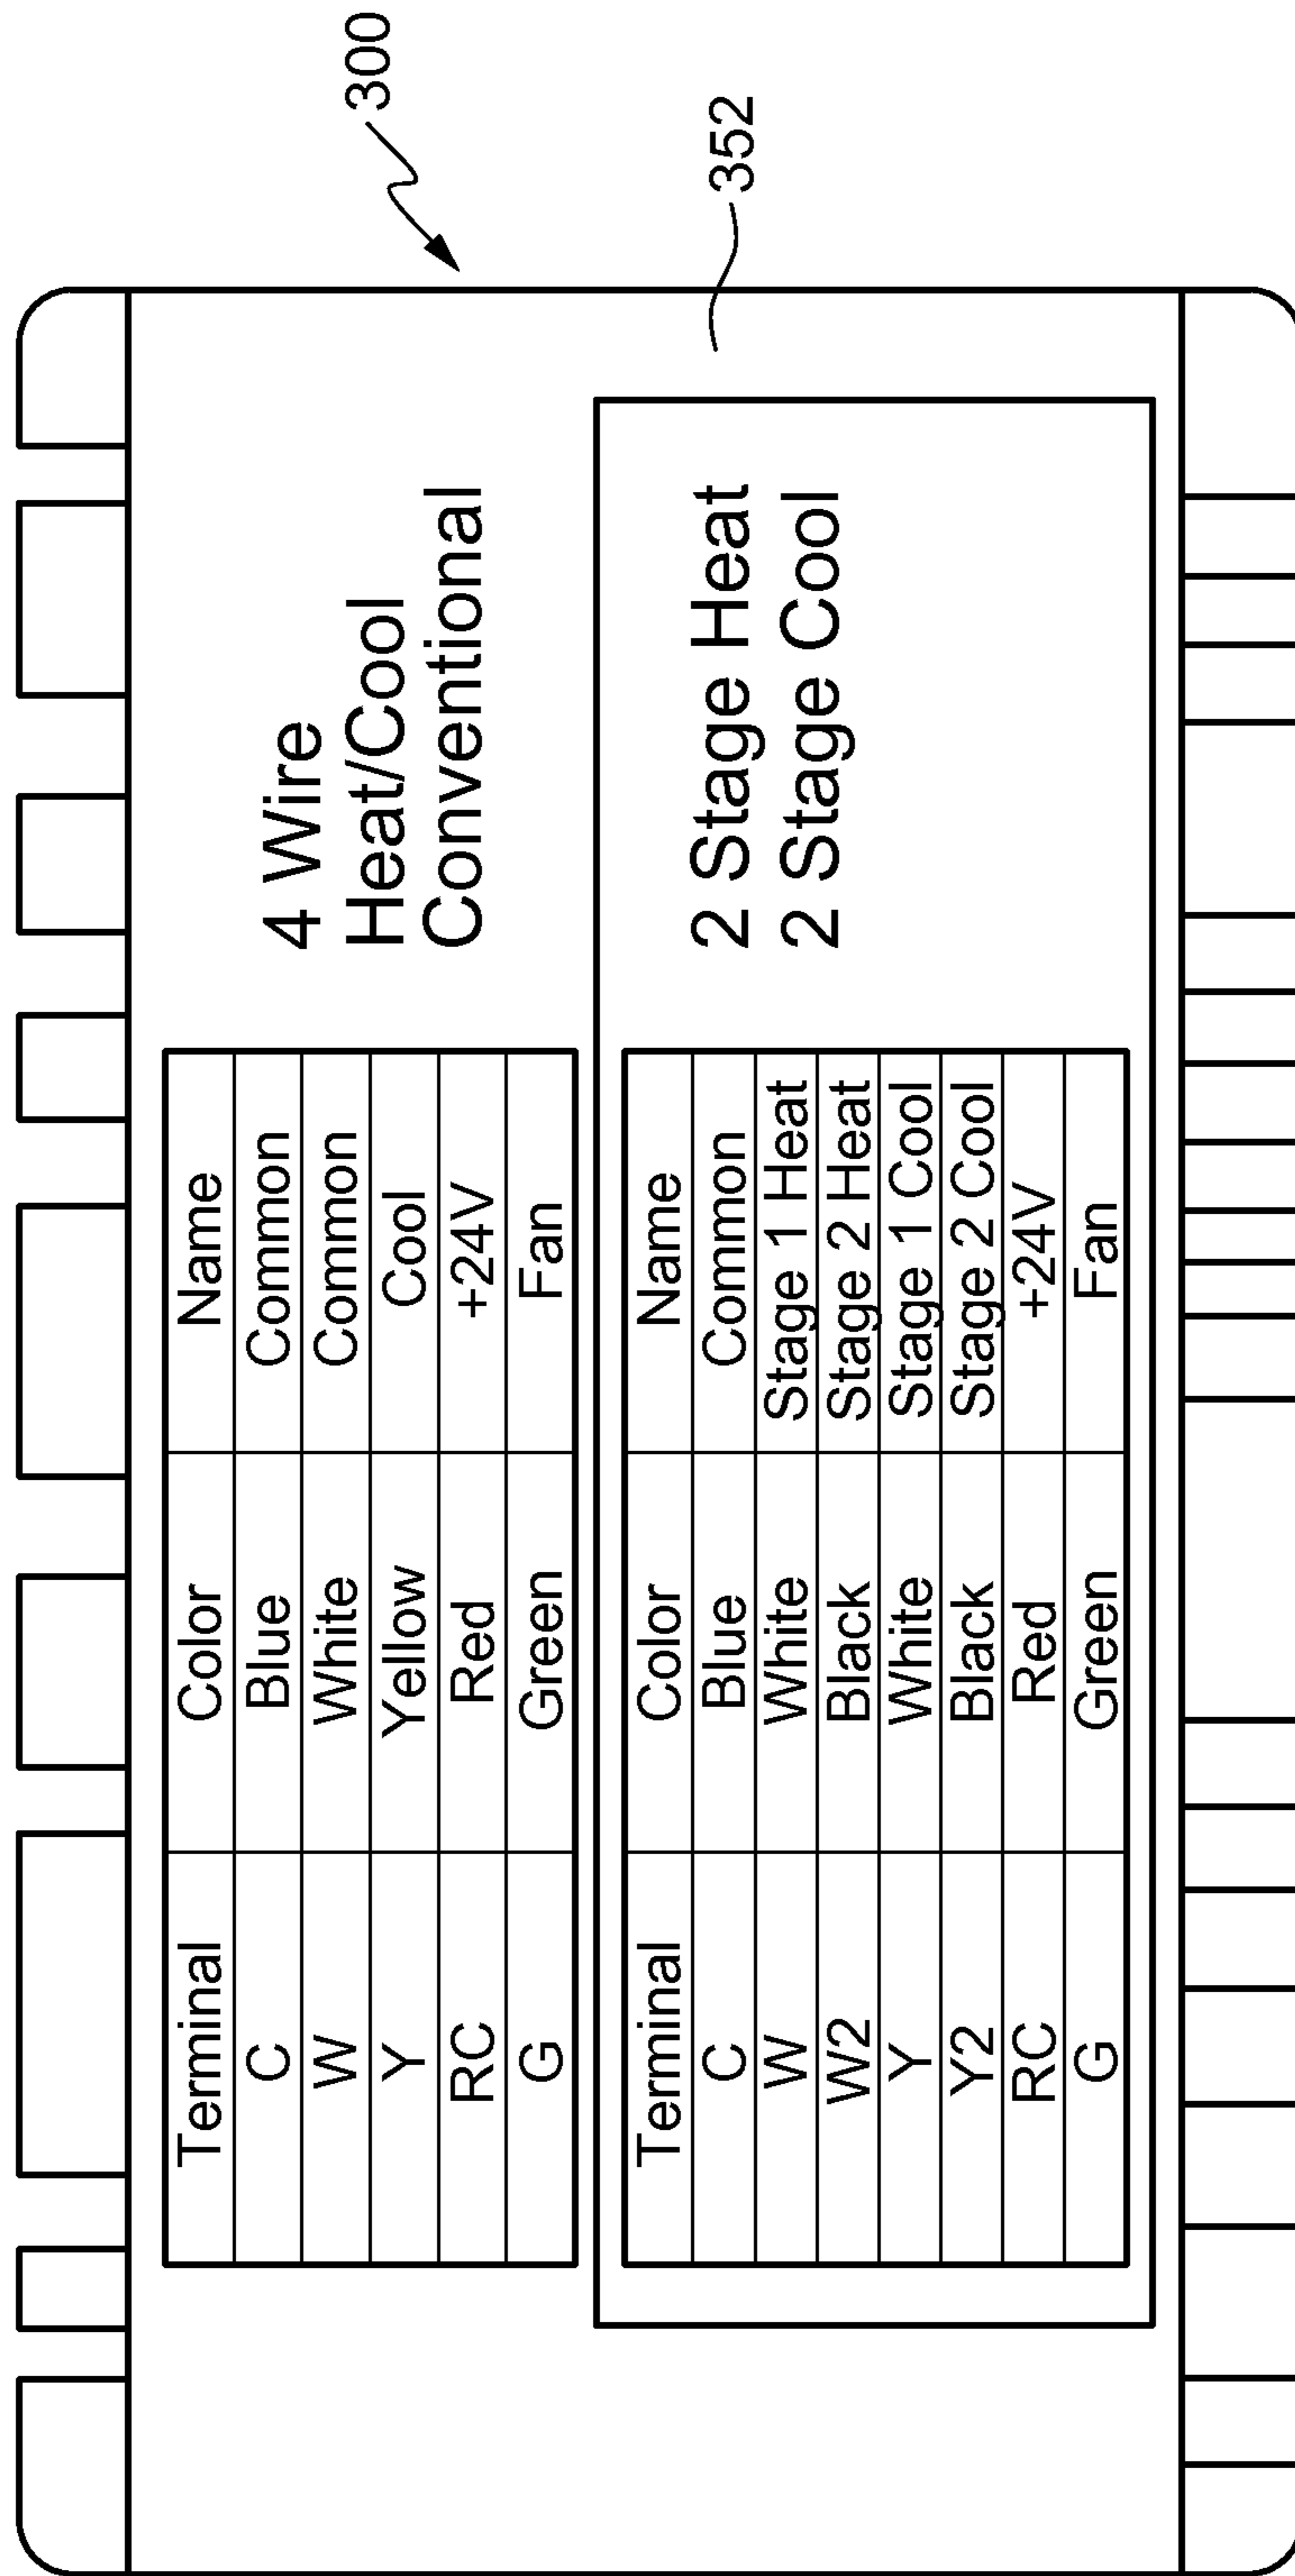 300
Terminal Color Name
C Blue Common
W White Common
Y Yellow Cool
RC Red +24V
G Green Fan
4 Wire
Heat/Cool
Conventional
352
Terminal Color Name
C Blue Common
W White Stage 1 Heat
W2 Black Stage 2 Heat
Y White Stage 1 Cool
Y2 Black Stage 2 Cool
RC Red +24V
G Green Fan
2 Stage Heat
2 Stage Cool